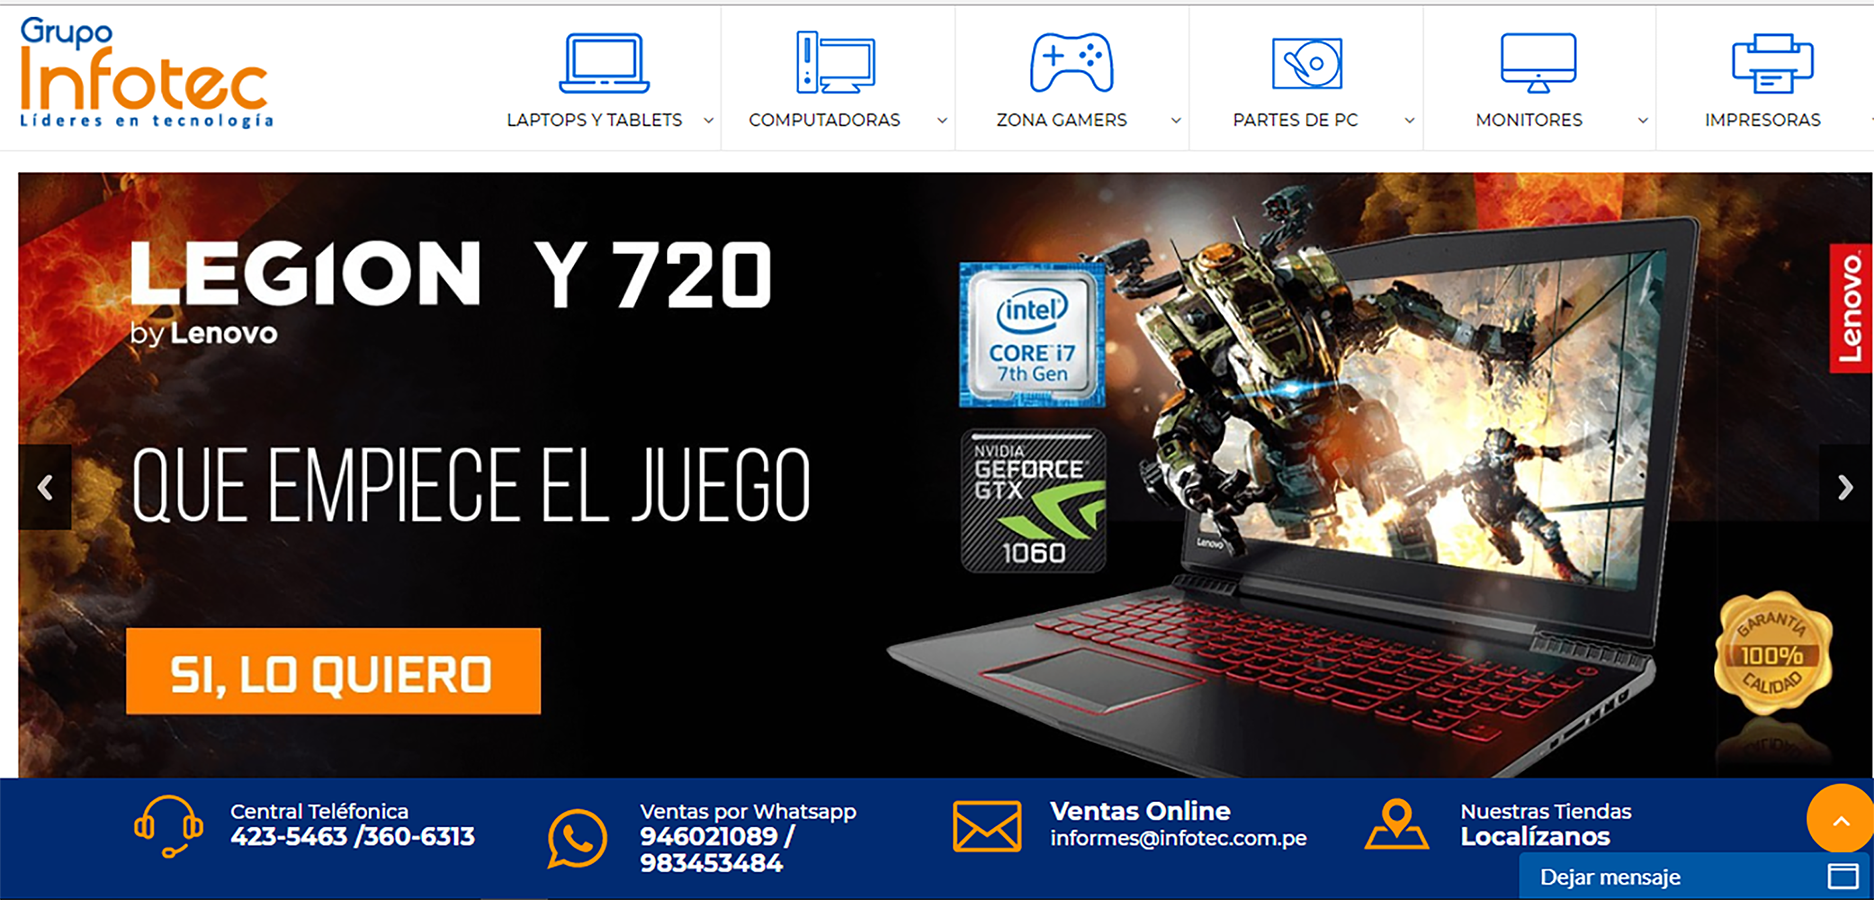 Grupo
Infotec
Líderes en tecnología
LAPTOPS Y TABLETS
COMPUTADORAS
ZONA GAMERS
PARTES DE PC
MONITORES
IMPRESORAS
LEGION Y 720
by Lenovo
QUE EMPIECE EL JUEGO
SI, LO QUIERO
intel
CORE i7
7th Gen
NVIDIA
GEFORCE
GTX
1060
Lenovo
Lenovo.
GARANTÍA
100%
CALIDAD
Central Teléfonica
423-5463 /360-6313
Ventas por Whatsapp
946021089 /
983453484
Ventas Online
informes@infotec.com.pe
Nuestras Tiendas
Localízanos
Dejar mensaje